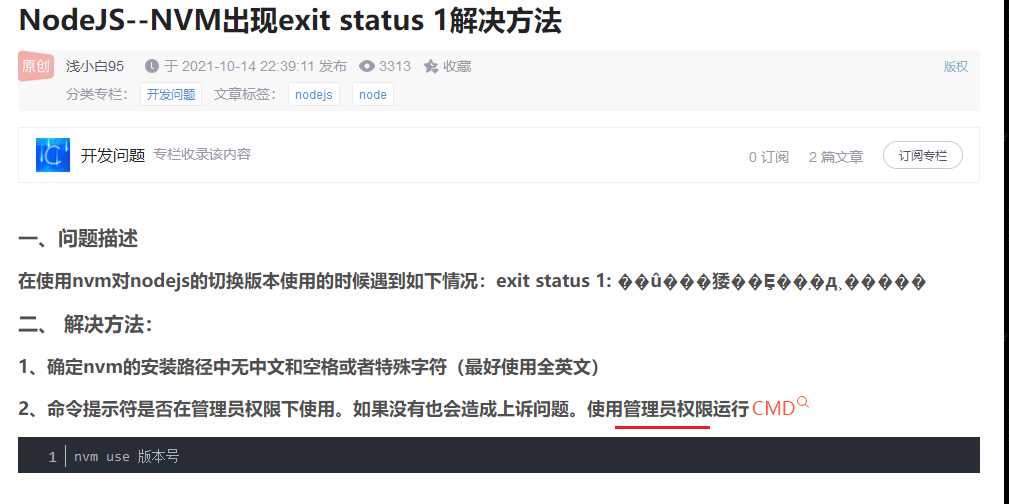 NodeJS--NVM出现exit status 1解决方法
原创 浅小白95 于 2021-10-14 22:39:11 发布 3313 收藏 版权
分类专栏： 开发问题 文章标签： nodejs node
开发问题 专栏收录该内容 0 订阅 2 篇文章 订阅专栏
一、问题描述
在使用nvm对nodejs的切换版本使用的时候遇到如下情况：exit status 1: ��û���㻨��Ȩ��ִ�д˲�����
二、 解决方法：
1、确定nvm的安装路径中无中文和空格或者特殊字符（最好使用全英文）
2、命令提示符是否在管理员权限下使用。如果没有也会造成上诉问题。使用管理员权限运行CMD
1 nvm use 版本号